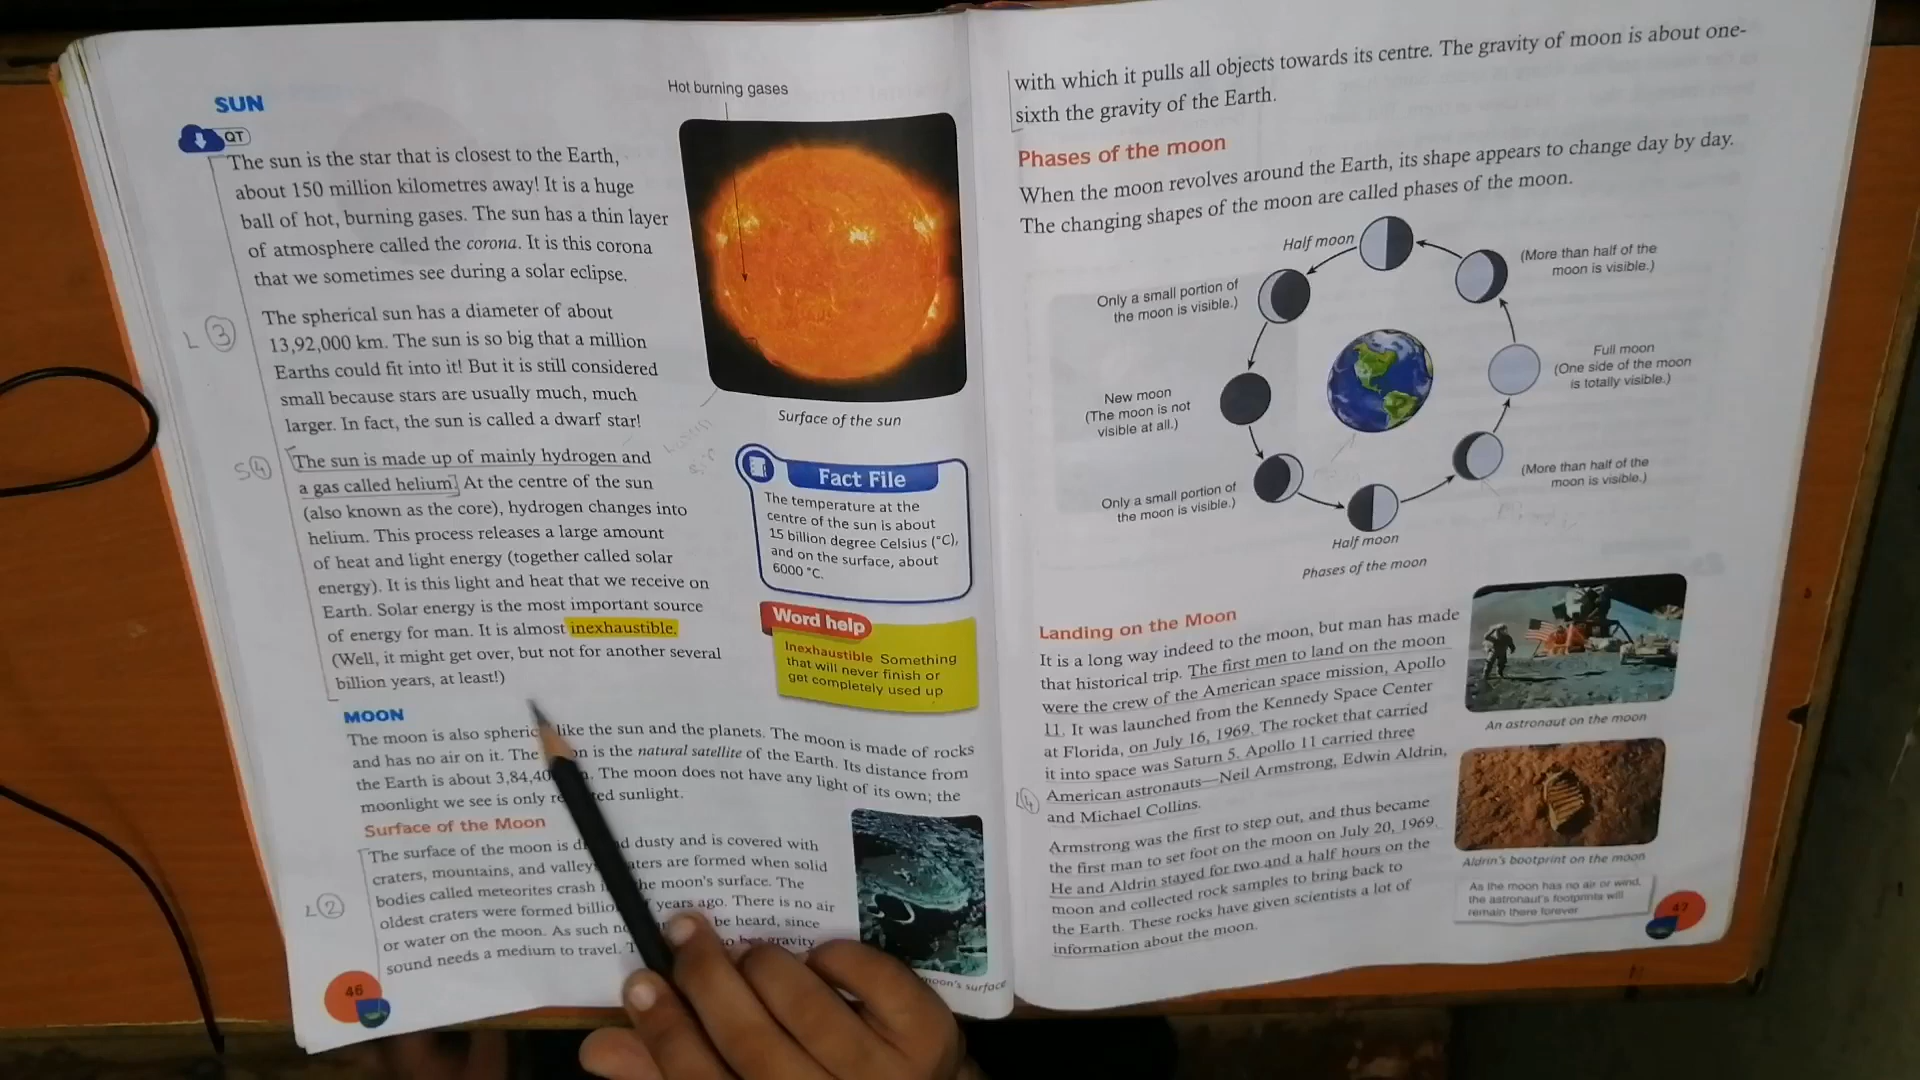 SUN
QT
The sun is the star that is closest to the Earth,
about 150 million kilometres away! It is a huge
ball of hot, burning gases. The sun has a thin layer
of atmosphere called the corona. It is this corona
that we sometimes see during a solar eclipse.
L 3
The spherical sun has a diameter of about
13,92,000 km. The sun is so big that a million
Earths could fit into it! But it is still considered
small because stars are usually much, much
larger. In fact, the sun is called a dwarf star!
S 4
The sun is made up of mainly hydrogen and
a gas called helium. At the centre of the sun
(also known as the core), hydrogen changes into
helium. This process releases a large amount
of heat and light energy (together called solar
energy). It is this light and heat that we receive on
Earth. Solar energy is the most important source
of energy for man. It is almost inexhaustible.
(Well, it might get over, but not for another several
billion years, at least!)
Hot burning gases
Surface of the sun
Fact File
The temperature at the
centre of the sun is about
15 billion degree Celsius (°C),
and on the surface, about
6000 °C.
Word help
Inexhaustible Something
that will never finish or
get completely used up
MOON
The moon is also like the sun and the planets. The moon is made of rocks
and has no air on it. The is the natural satellite of the Earth. Its distance from
the Earth is about The moon does not have any light of its own; the
moonlight we see is only sunlight.
Surface of the Moon
The surface of the moon is dusty and is covered with
craters, mountains, and are formed when solid
bodies called meteorites crash the moon's surface. The
oldest craters were formed years ago. There is no air
or water on the moon. As such be heard, since
sound needs a medium to travel. gravity
L 2
moon's surface
46
with which it pulls all objects towards its centre. The gravity of moon is about one-
sixth the gravity of the Earth.
Phases of the moon
When the moon revolves around the Earth, its shape appears to change day by day.
The changing shapes of the moon are called phases of the moon.
Half moon
(More than half of the
moon is visible.)
Only a small portion of
the moon is visible.)
Full moon
(One side of the moon
is totally visible.)
New moon
(The moon is not
visible at all.)
(More than half of the
moon is visible.)
Only a small portion of
the moon is visible.)
Half moon
Phases of the moon
Landing on the Moon
It is a long way indeed to the moon, but man has made
that historical trip. The first men to land on the moon
were the crew of the American space mission, Apollo
11. It was launched from the Kennedy Space Center
at Florida, on July 16, 1969. The rocket that carried
it into space was Saturn 5. Apollo 11 carried three
American astronauts—Neil Armstrong, Edwin Aldrin,
and Michael Collins.
L 4
Armstrong was the first to step out, and thus became
the first man to set foot on the moon on July 20, 1969.
He and Aldrin stayed for two and a half hours on the
moon and collected rock samples to bring back to
the Earth. These rocks have given scientists a lot of
information about the moon.
An astronaut on the moon
Aldrin's bootprint on the moon
As the moon has no air or wind,
the astronaut's footprints will
remain there forever
47